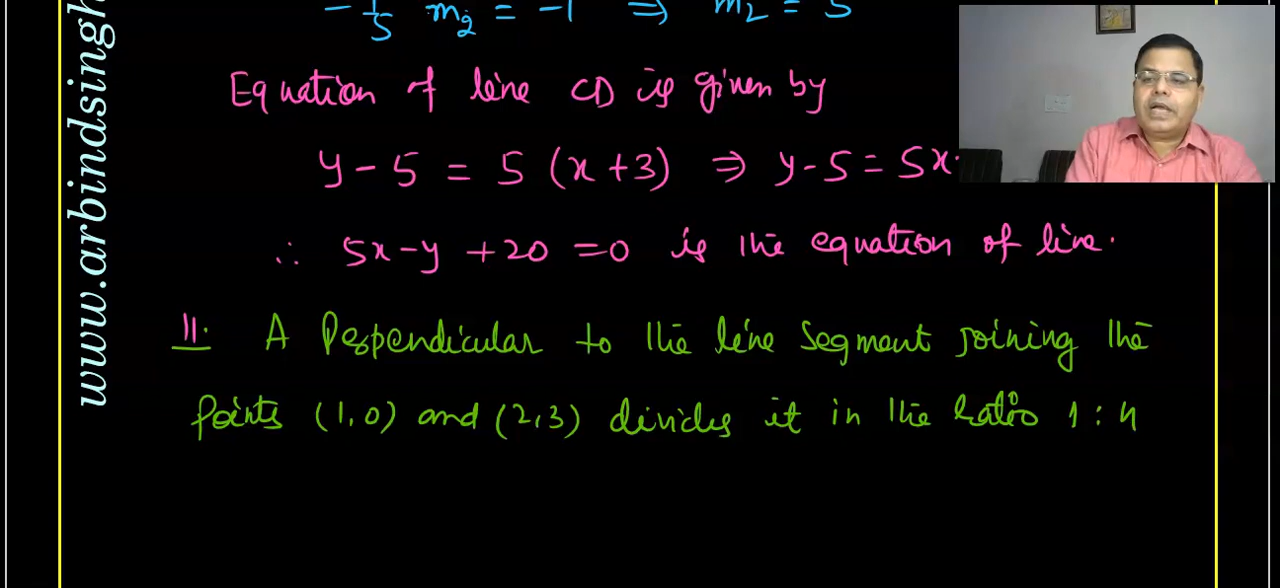 -1/5 m2 = -1 ⇒ m2 = 5
Equation of line CD is given by
y - 5 = 5 (x+3) ⇒ y-5 = 5x
∴ 5x-y +20 =0 is the equation of line.
11. A Perpendicular to the line segment joining the
points (1,0) and (2,3) divides it in the ratio 1 : n
www.arbindsingh